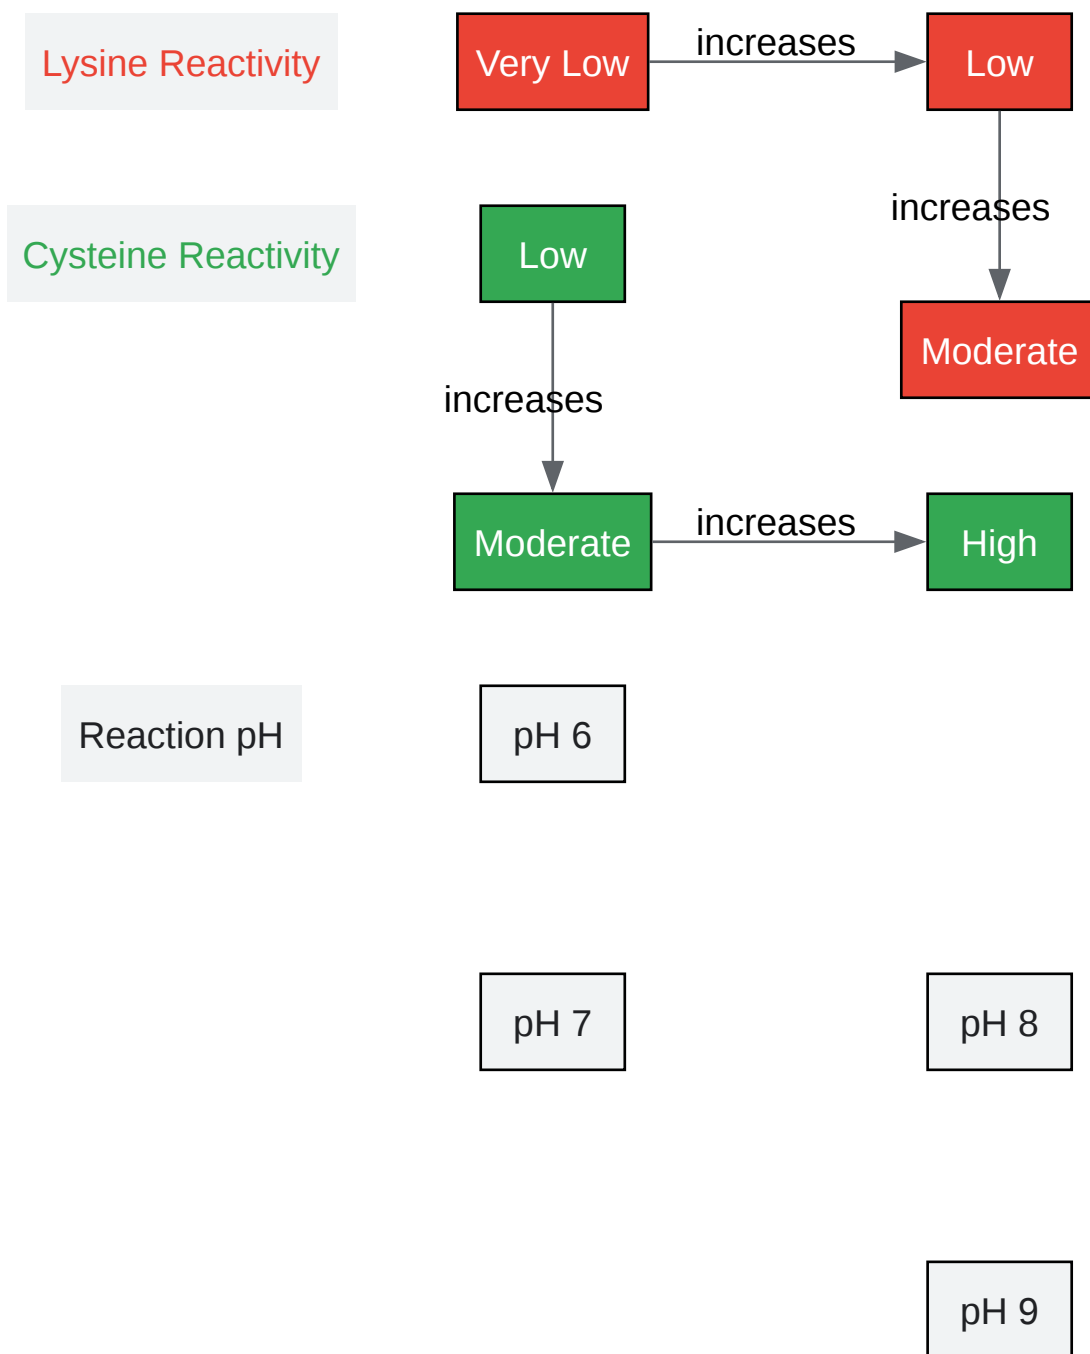 Lysine Reactivity
Very Low
increases
Low
increases
Cysteine Reactivity
Low
Moderate
increases
Moderate
increases
High
Reaction pH
pH 6
pH 7
pH 8
pH 9